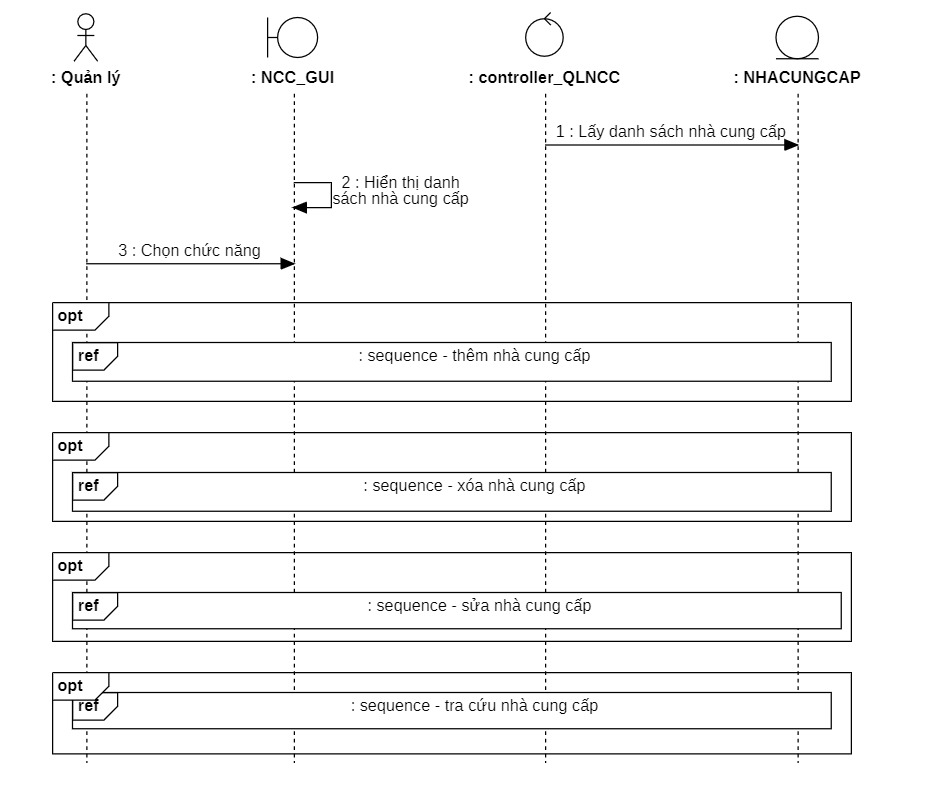 : Quản lý
: NCC_GUI
: controller_QLNCC
: NHACUNGCAP
1 : Lấy danh sách nhà cung cấp
2 : Hiển thị danh
sách nhà cung cấp
3 : Chọn chức năng
opt
ref
: sequence - thêm nhà cung cấp
opt
ref
: sequence - xóa nhà cung cấp
opt
ref
: sequence - sửa nhà cung cấp
opt
ref
: sequence - tra cứu nhà cung cấp